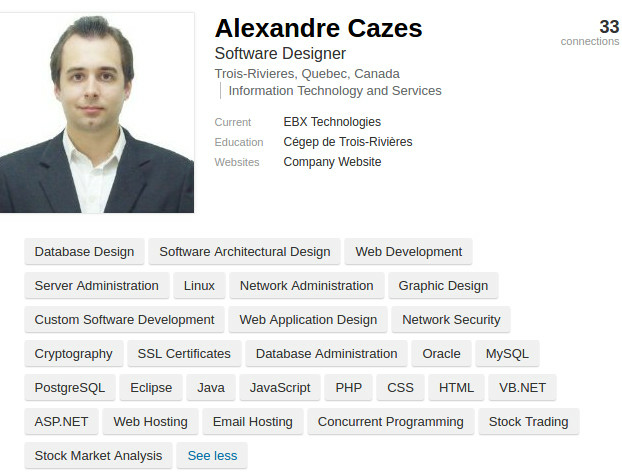 Alexandre Cazes
33
connections
Software Designer
Trois-Rivieres, Quebec, Canada
Information Technology and Services
Current EBX Technologies
Education Cégep de Trois-Rivières
Websites Company Website
Database Design Software Architectural Design Web Development
Server Administration Linux Network Administration Graphic Design
Custom Software Development Web Application Design Network Security
Cryptography SSL Certificates Database Administration Oracle MySQL
PostgreSQL Eclipse Java JavaScript PHP CSS HTML VB.NET
ASP.NET Web Hosting Email Hosting Concurrent Programming Stock Trading
Stock Market Analysis See less